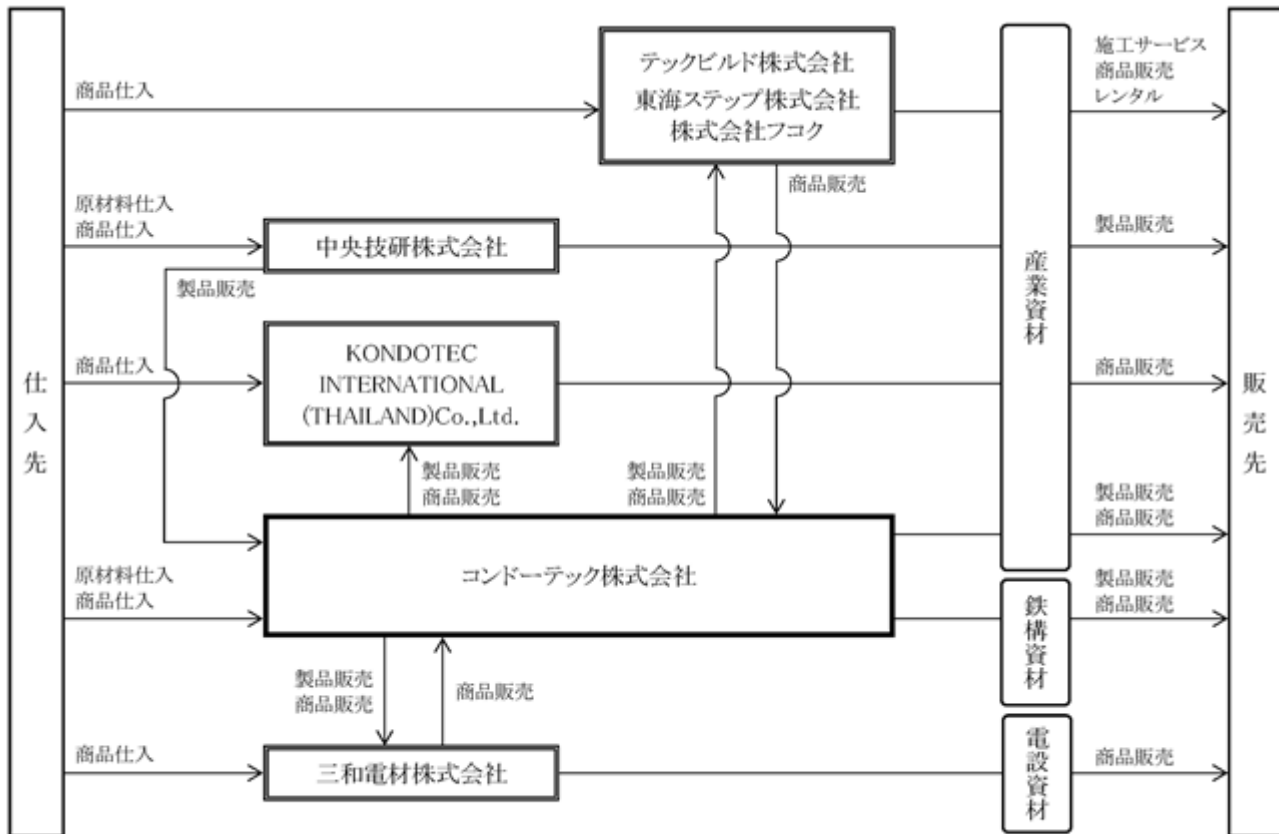 仕入先
商品仕入
テックビルド株式会社
東海ステップ株式会社
株式会社フコク
施工サービス
商品販売
レンタル
商品販売
原材料仕入
商品仕入
中央技研株式会社
製品販売
製品販売
産業資材
商品仕入
KONDOTEC
INTERNATIONAL
(THAILAND)Co.,Ltd.
商品販売
製品販売
商品販売
製品販売
商品販売
製品販売
商品販売
コンドーテック株式会社
原材料仕入
商品仕入
鉄構資材
製品販売
商品販売
製品販売
商品販売
商品販売
商品仕入
三和電材株式会社
電設資材
商品販売
販売先